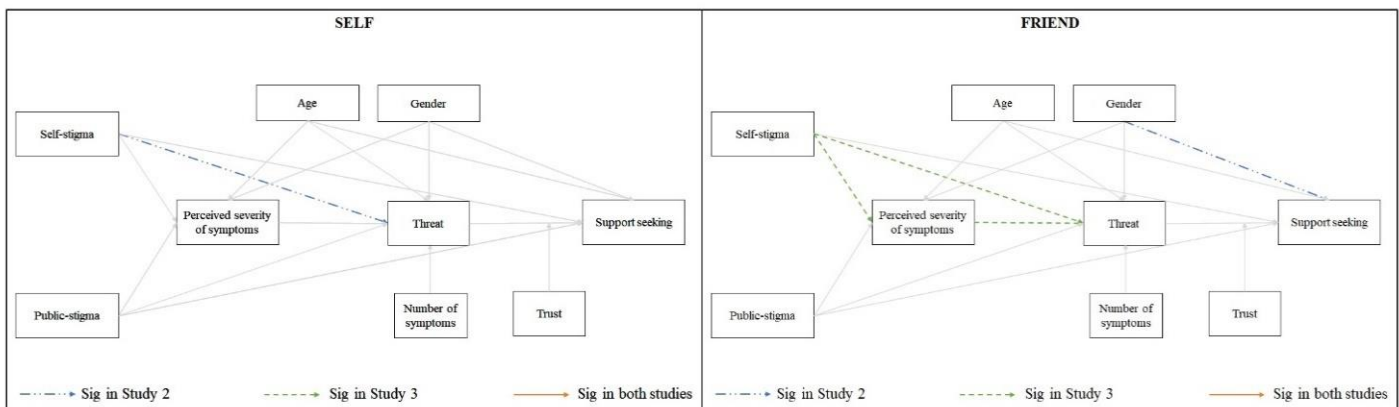 SELF
Age
Gender
Self-stigma
Perceived severity
of symptoms
Threat
Support seeking
Public-stigma
Number of
symptoms
Trust
Sig in Study 2
Sig in Study 3
Sig in both studies
FRIEND
Age
Gender
Self-stigma
Perceived severity
of symptoms
Threat
Support seeking
Public-stigma
Number of
symptoms
Trust
Sig in Study 2
Sig in Study 3
Sig in both studies